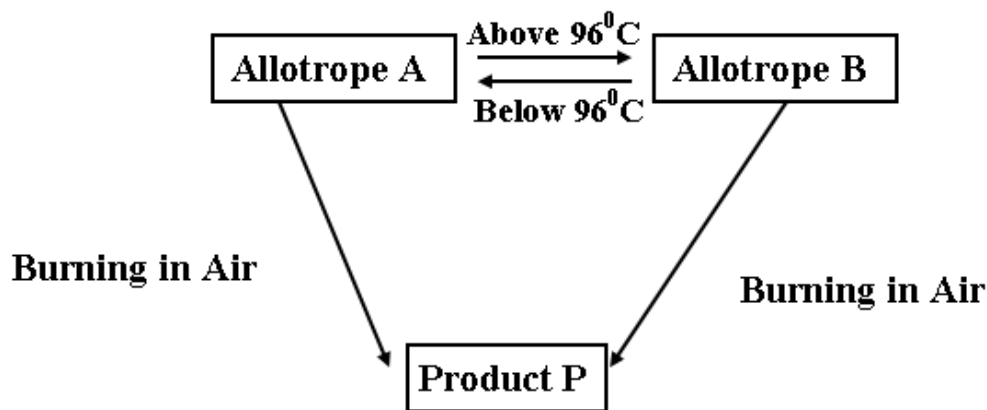 Above 96⁰C
Allotrope A
Allotrope B
Below 96⁰C
Burning in Air
Burning in Air
Product P